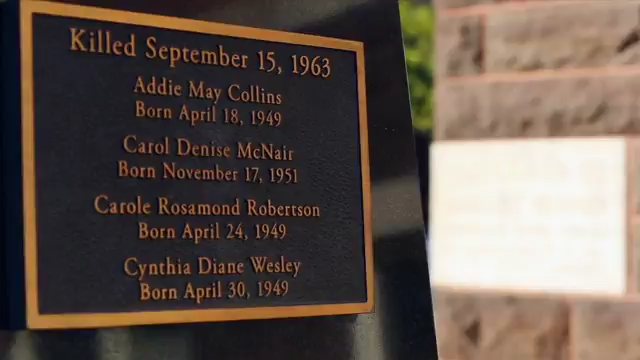 Killed September 15, 1963
Addie May Collins
Born April 18, 1949
Carol Denise McNair
Born November 17, 1951
Carole Rosamond Robertson
Born April 24, 1949
Cynthia Diane Wesley
Born April 30, 1949